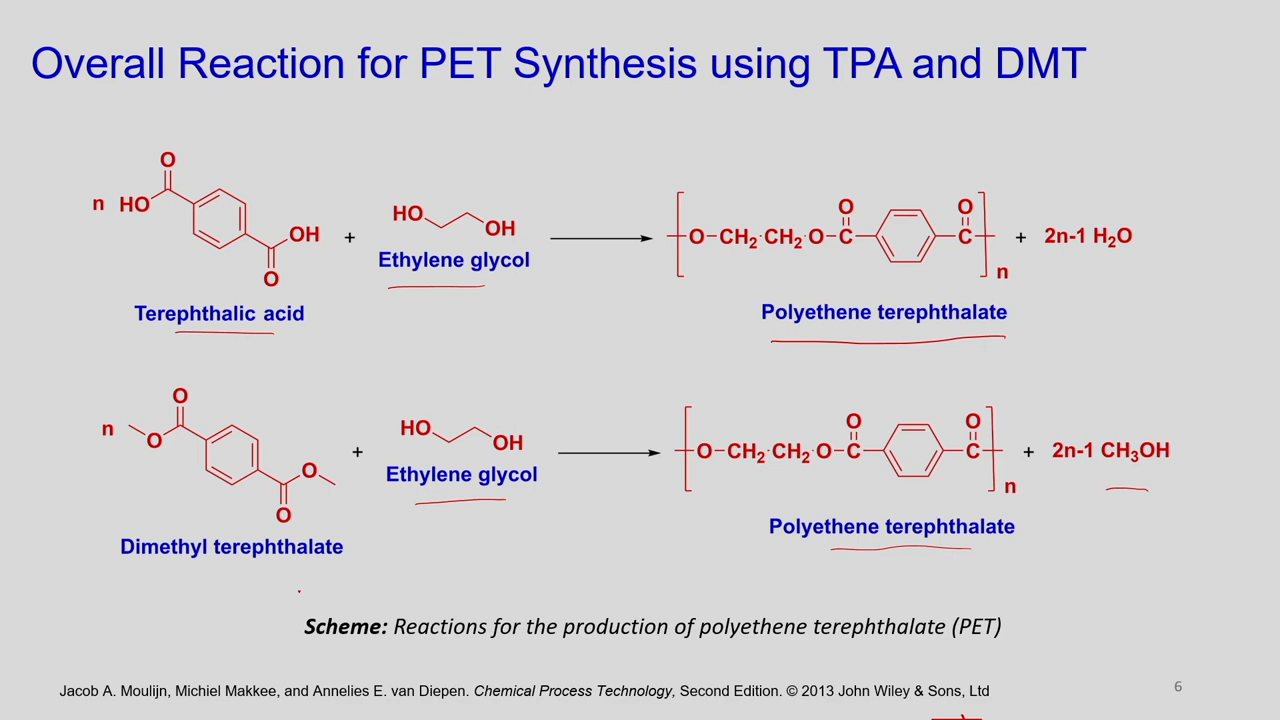 Overall Reaction for PET Synthesis using TPA and DMT
n HO O OH O + HO OH O-CH2-CH2-O-C O C O n + 2n-1 H2O
Ethylene glycol
Terephthalic acid
Polyethene terephthalate
n O O O O + HO OH O-CH2-CH2-O-C O C O n + 2n-1 CH3OH
Ethylene glycol
Polyethene terephthalate
Dimethyl terephthalate
Scheme: Reactions for the production of polyethene terephthalate (PET)
Jacob A. Moulijn, Michiel Makkee, and Annelies E. van Diepen. Chemical Process Technology, Second Edition. © 2013 John Wiley & Sons, Ltd
6